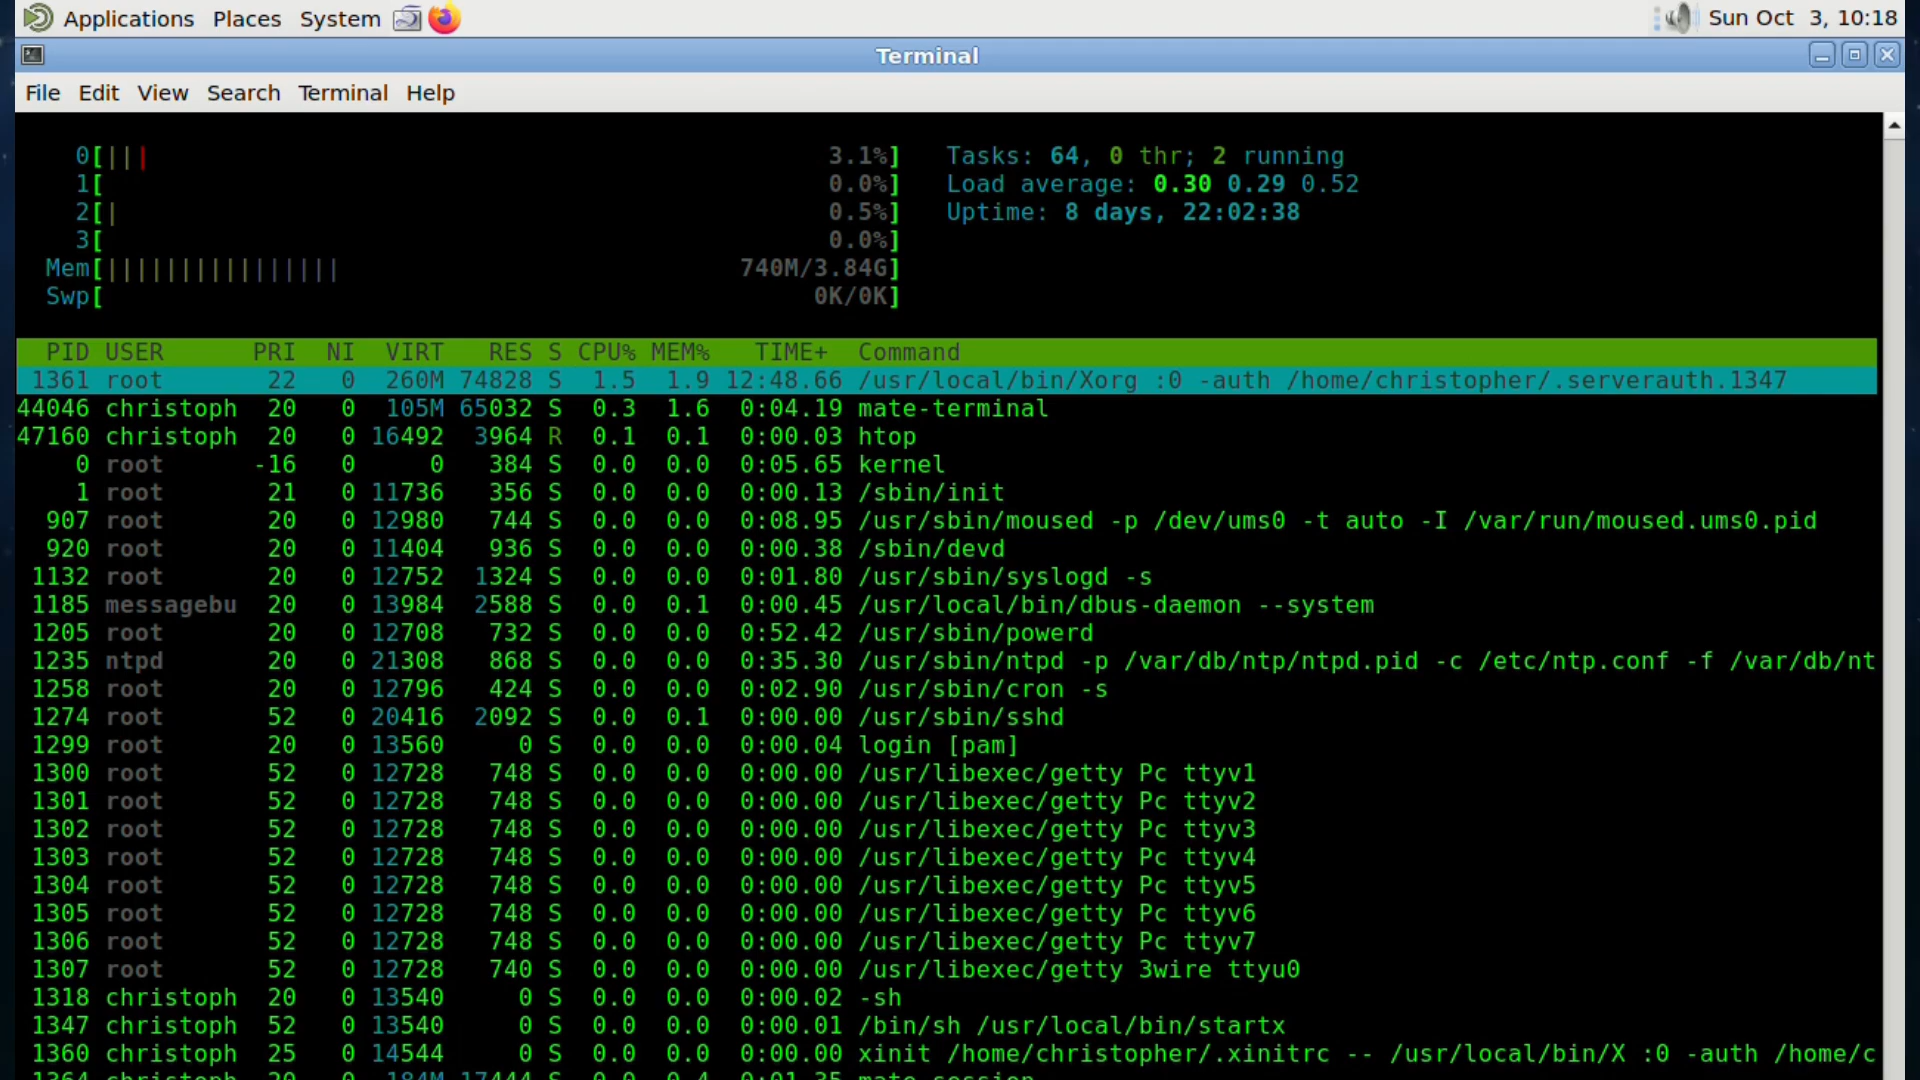 Applications Places System Sun Oct 3, 10:18
Terminal
File Edit View Search Terminal Help
0[||| 3.1%] Tasks: 64, 0 thr; 2 running
1[ 0.0%] Load average: 0.30 0.29 0.52
2[| 0.5%] Uptime: 8 days, 22:02:38
3[ 0.0%]
Mem[|||||||||||||||| 740M/3.84G]
Swp[ 0K/0K]
PID USER PRI NI VIRT RES S CPU% MEM% TIME+ Command
1361 root 22 0 260M 74828 S 1.5 1.9 12:48.66 /usr/local/bin/Xorg :0 -auth /home/christopher/.serverauth.1347
44046 christoph 20 0 105M 65032 S 0.3 1.6 0:04.19 mate-terminal
47160 christoph 20 0 16492 3964 R 0.1 0.1 0:00.03 htop
0 root -16 0 0 384 S 0.0 0.0 0:05.65 kernel
1 root 21 0 11736 356 S 0.0 0.0 0:00.13 /sbin/init
907 root 20 0 12980 744 S 0.0 0.0 0:08.95 /usr/sbin/moused -p /dev/ums0 -t auto -I /var/run/moused.ums0.pid
920 root 20 0 11404 936 S 0.0 0.0 0:00.38 /sbin/devd
1132 root 20 0 12752 1324 S 0.0 0.0 0:01.80 /usr/sbin/syslogd -s
1185 messagebu 20 0 13984 2588 S 0.0 0.1 0:00.45 /usr/local/bin/dbus-daemon --system
1205 root 20 0 12708 732 S 0.0 0.0 0:52.42 /usr/sbin/powerd
1235 ntpd 20 0 21308 868 S 0.0 0.0 0:35.30 /usr/sbin/ntpd -p /var/db/ntp/ntpd.pid -c /etc/ntp.conf -f /var/db/nt
1258 root 20 0 12796 424 S 0.0 0.0 0:02.90 /usr/sbin/cron -s
1274 root 52 0 20416 2092 S 0.0 0.1 0:00.00 /usr/sbin/sshd
1299 root 20 0 13560 0 S 0.0 0.0 0:00.04 login [pam]
1300 root 52 0 12728 748 S 0.0 0.0 0:00.00 /usr/libexec/getty Pc ttyv1
1301 root 52 0 12728 748 S 0.0 0.0 0:00.00 /usr/libexec/getty Pc ttyv2
1302 root 52 0 12728 748 S 0.0 0.0 0:00.00 /usr/libexec/getty Pc ttyv3
1303 root 52 0 12728 748 S 0.0 0.0 0:00.00 /usr/libexec/getty Pc ttyv4
1304 root 52 0 12728 748 S 0.0 0.0 0:00.00 /usr/libexec/getty Pc ttyv5
1305 root 52 0 12728 748 S 0.0 0.0 0:00.00 /usr/libexec/getty Pc ttyv6
1306 root 52 0 12728 748 S 0.0 0.0 0:00.00 /usr/libexec/getty Pc ttyv7
1307 root 52 0 12728 740 S 0.0 0.0 0:00.00 /usr/libexec/getty 3wire ttyu0
1318 christoph 20 0 13540 0 S 0.0 0.0 0:00.02 -sh
1347 christoph 52 0 13540 0 S 0.0 0.0 0:00.01 /bin/sh /usr/local/bin/startx
1360 christoph 25 0 14544 0 S 0.0 0.0 0:00.00 xinit /home/christopher/.xinitrc -- /usr/local/bin/X :0 -auth /home/c
1364 christoph 20 0 184M 17444 S 0.0 0.4 0:01.35 mate-session